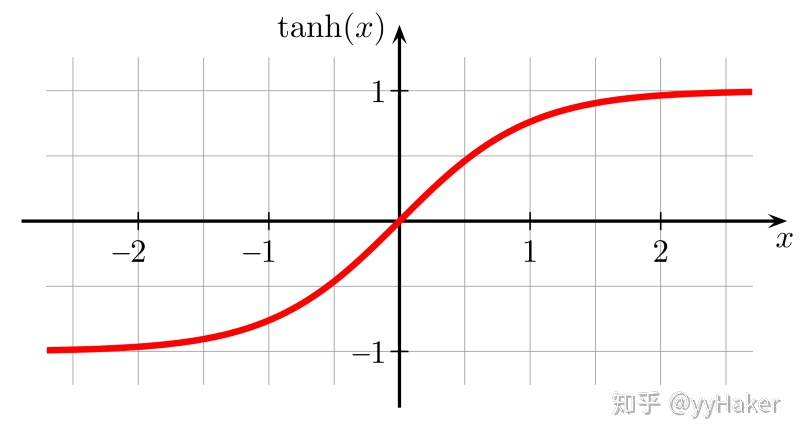 tanh(x)
1
–2
–1
1
2
x
–1
知乎 @yyHaker